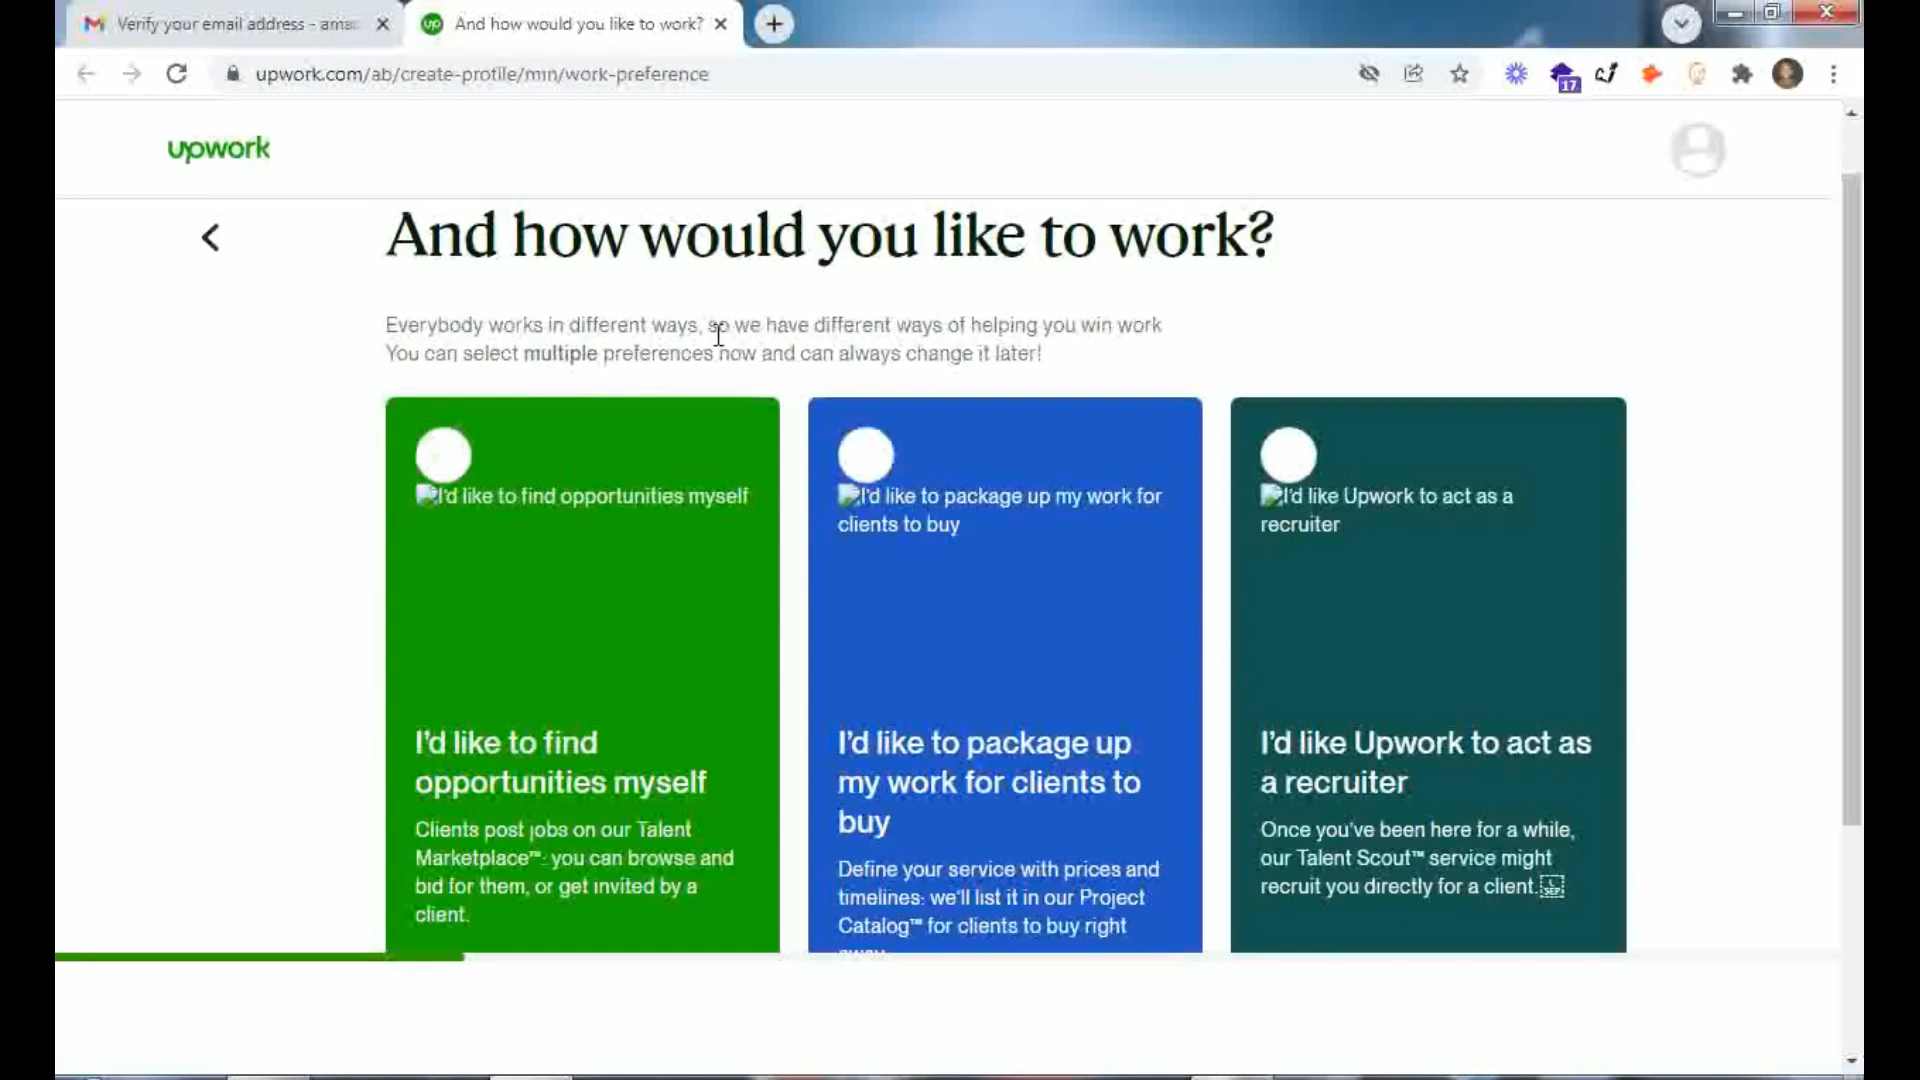 Verify your email address - ama
And how would you like to work?
upwork.com/ab/create-profile/min/work-preference
17
upwork
And how would you like to work?
Everybody works in different ways, so we have different ways of helping you win work
You can select multiple preferences now and can always change it later!
I'd like to find opportunities myself
I'd like to package up my work for
clients to buy
I'd like Upwork to act as a
recruiter
I'd like to find
opportunities myself
Clients post jobs on our Talent
Marketplace™: you can browse and
bid for them, or get invited by a
client.
I'd like to package up
my work for clients to
buy
Define your service with prices and
timelines: we'll list it in our Project
Catalog™ for clients to buy right
away.
I'd like Upwork to act as
a recruiter
Once you've been here for a while,
our Talent Scout™ service might
recruit you directly for a client.